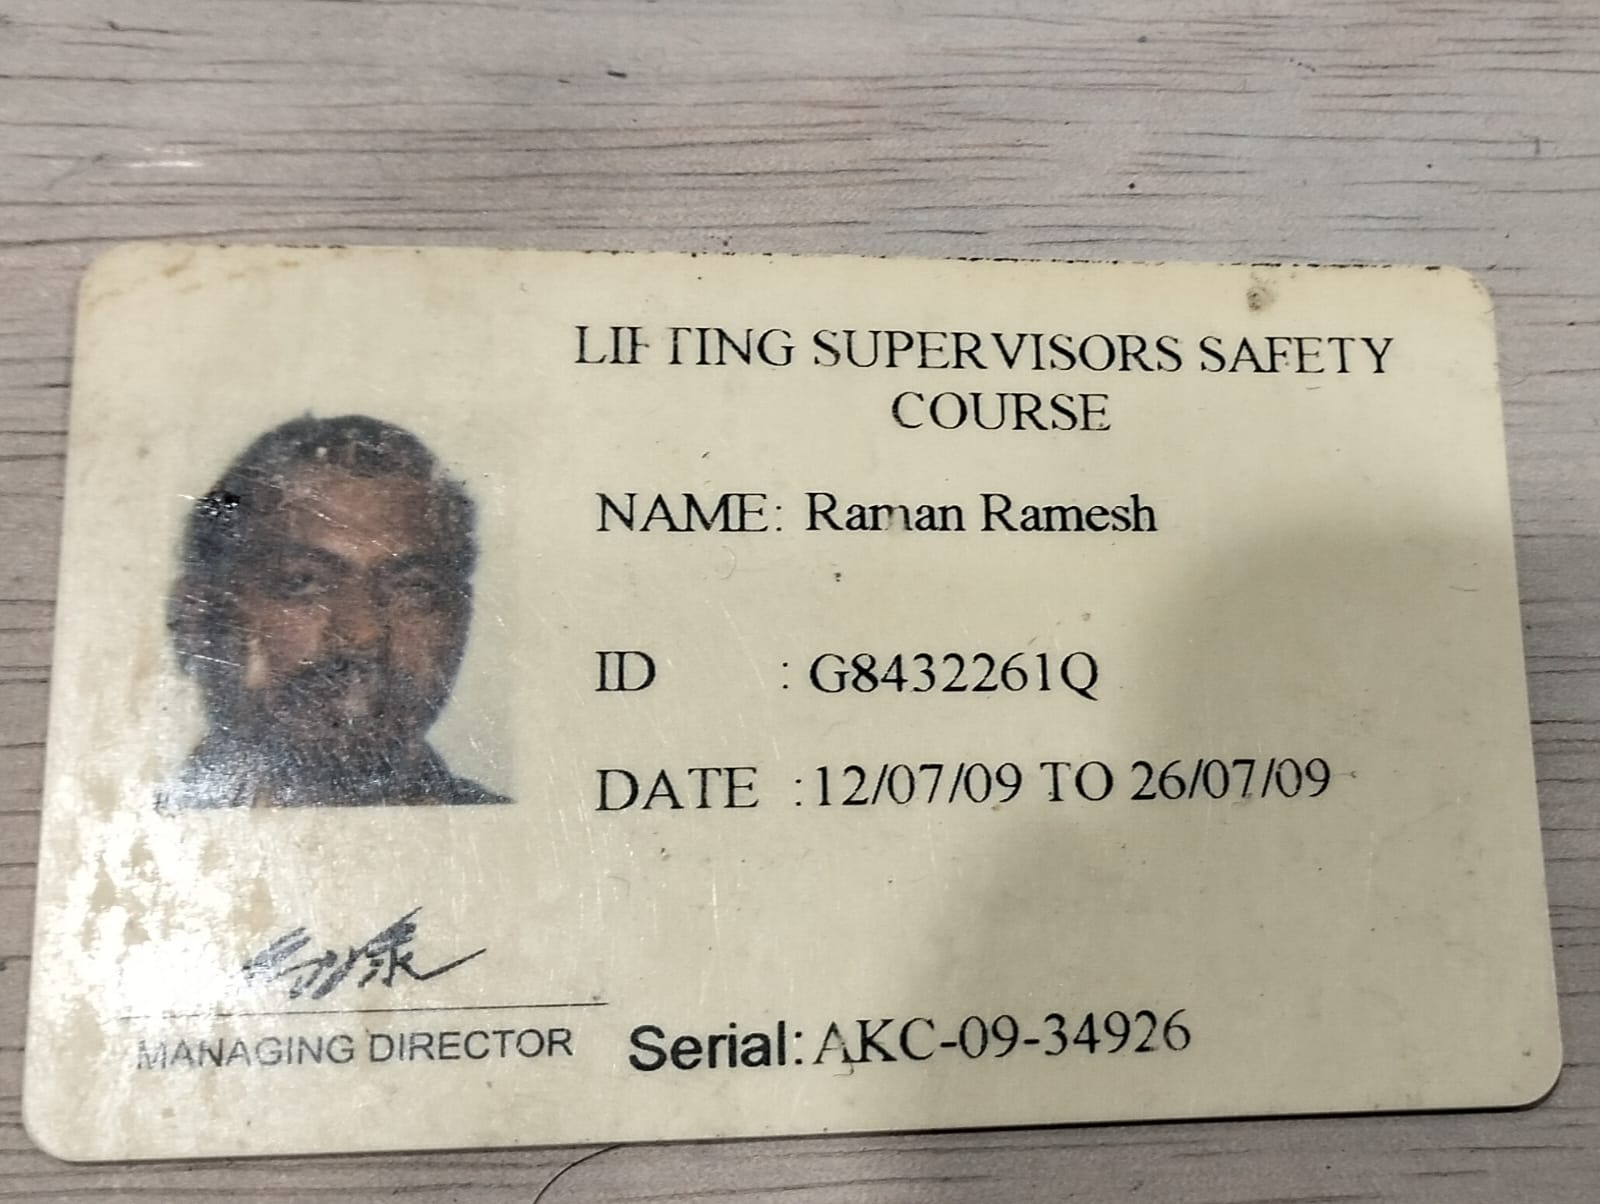 LIFTING SUPERVISORS SAFETY
COURSE
NAME: Raman Ramesh
ID : G8432261Q
DATE :12/07/09 TO 26/07/09
MANAGING DIRECTOR
Serial: AKC-09-34926